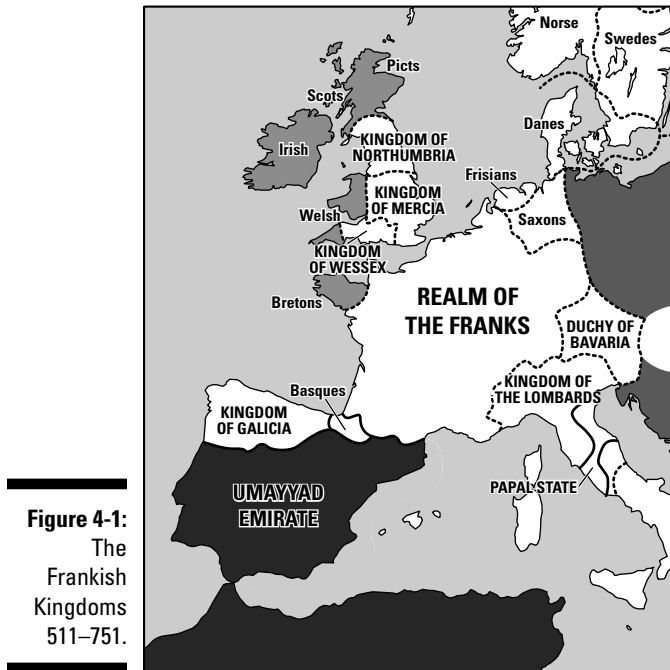 Norse
Swedes
Picts
Scots
Danes
Irish
KINGDOM OF
NORTHUMBRIA
Frisians
KINGDOM
OF MERCIA
Saxons
Welsh
KINGDOM
OF WESSEX
Bretons
REALM OF
THE FRANKS
DUCHY OF
BAVARIA
KINGDOM OF
THE LOMBARDS
Basques
KINGDOM
OF GALICIA
PAPAL STATE
UMAYYAD
EMIRATE
Figure 4-1:
The
Frankish
Kingdoms
511–751.